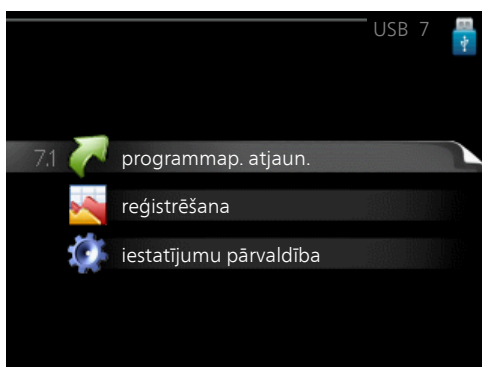 USB 7
7.1 programmap. atjaun.
reģistrēšana
iestatījumu pārvaldība